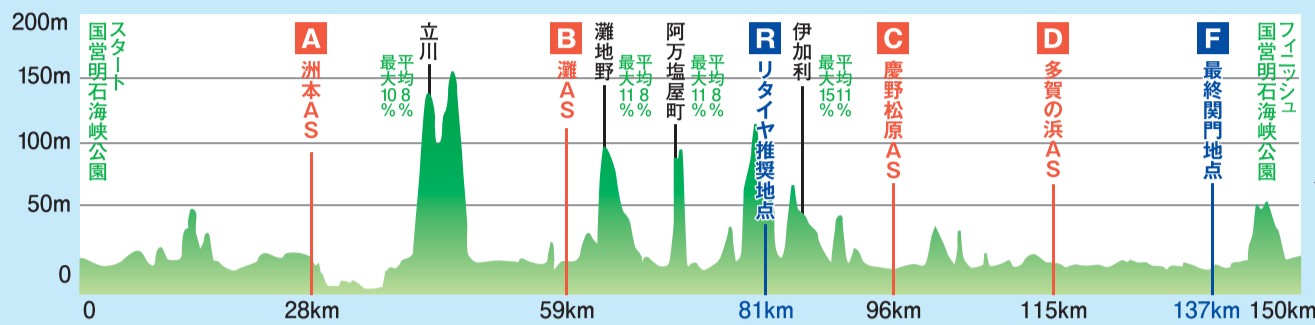 200m
150m
100m
50m
0
スタート
国営明石海峡公園
A
洲本AS
最大10%
平均8%
立川
B
灘AS
灘地野
最大11%
平均8%
阿万塩屋町
最大11%
平均8%
R
リタイヤ推奨地点
伊加利
最大15%
平均11%
C
慶野松原AS
D
多賀の浜AS
F
最終関門地点
フィニッシュ
国営明石海峡公園
0
28km
59km
81km
96km
115km
137km
150km